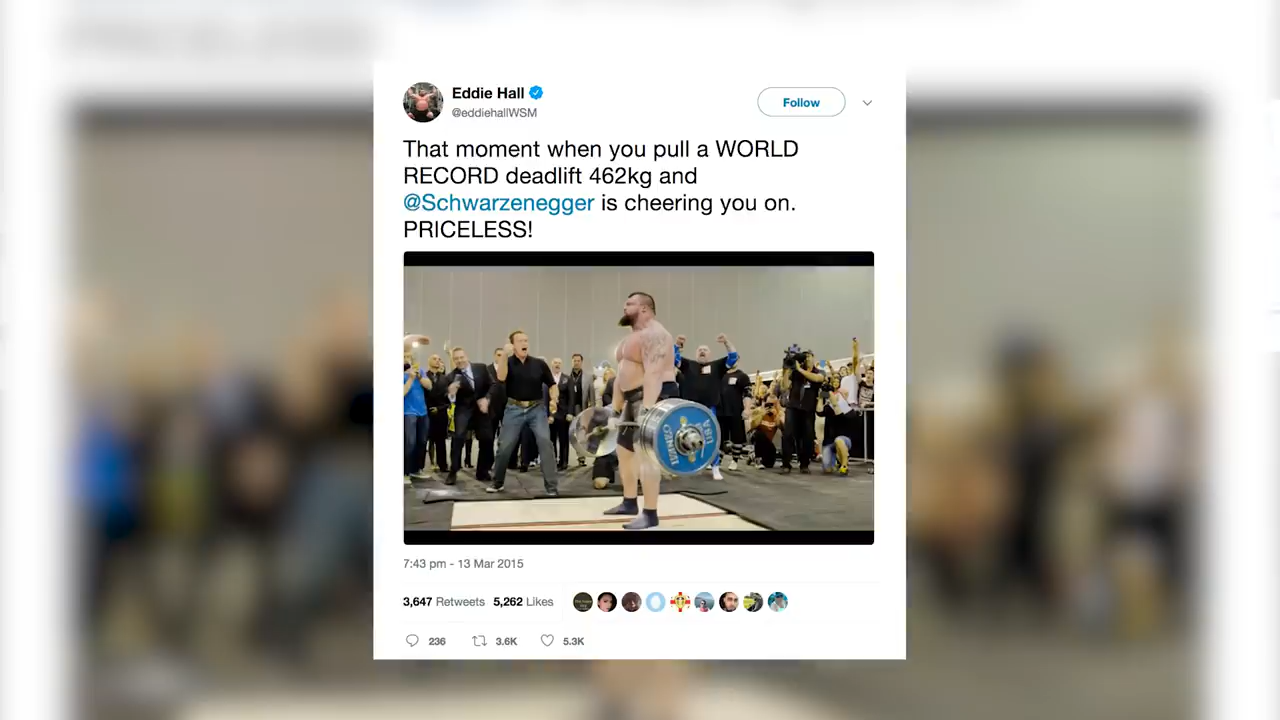 Eddie Hall
@eddiehallWSM
Follow
That moment when you pull a WORLD
RECORD deadlift 462kg and
@Schwarzenegger is cheering you on.
PRICELESS!
USA
7:43 pm - 13 Mar 2015
3,647 Retweets 5,262 Likes
236 3.6K 5.3K